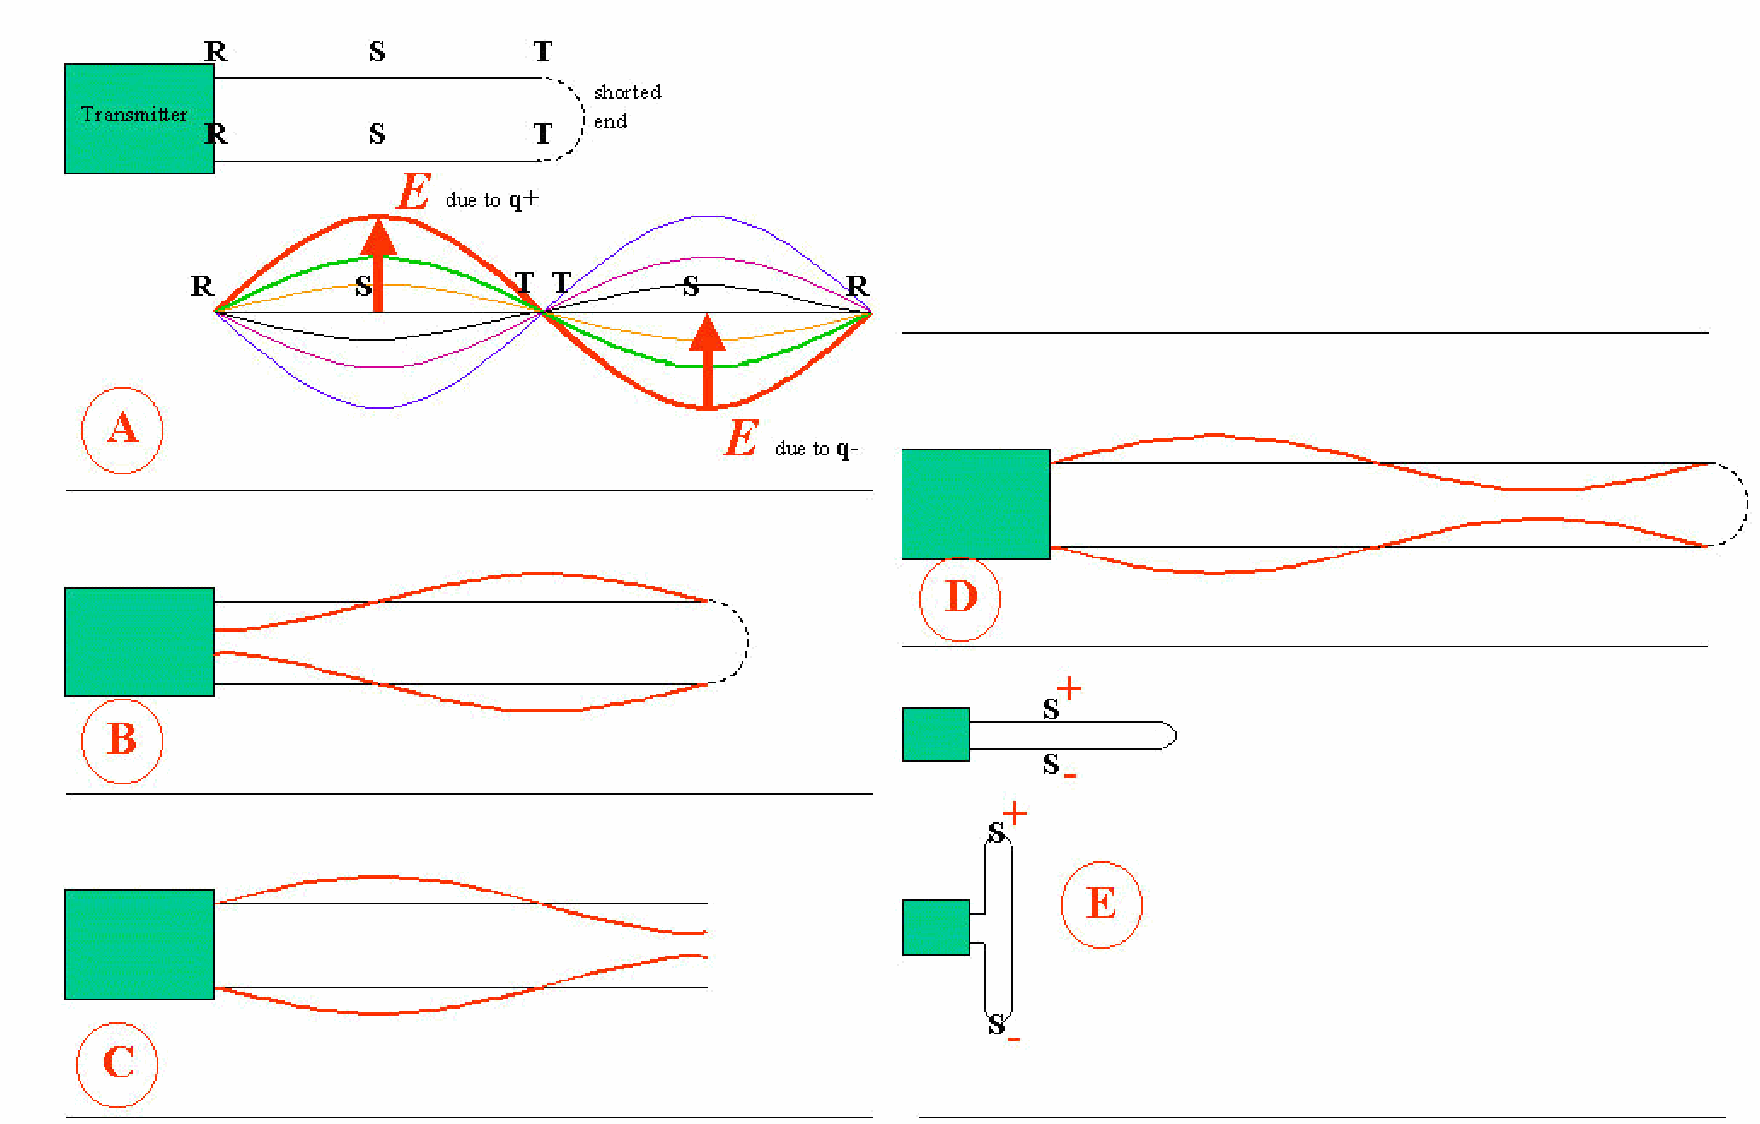 R S T
shorted
Transmitter
R S T
end
E due to q+
R S T T S R
A
E due to q-
B
D
S +
S -
S +
E
S -
C